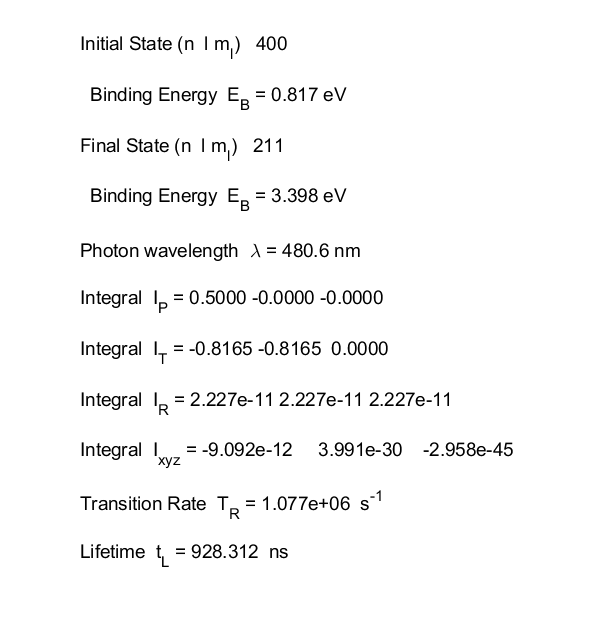 Initial State (n l m_l) 400
Binding Energy E_B = 0.817 eV
Final State (n l m_l) 211
Binding Energy E_B = 3.398 eV
Photon wavelength λ = 480.6 nm
Integral I_P = 0.5000 -0.0000 -0.0000
Integral I_T = -0.8165 -0.8165 0.0000
Integral I_R = 2.227e-11 2.227e-11 2.227e-11
Integral I_xyz = -9.092e-12 3.991e-30 -2.958e-45
Transition Rate T_R = 1.077e+06 s^-1
Lifetime t_L = 928.312 ns